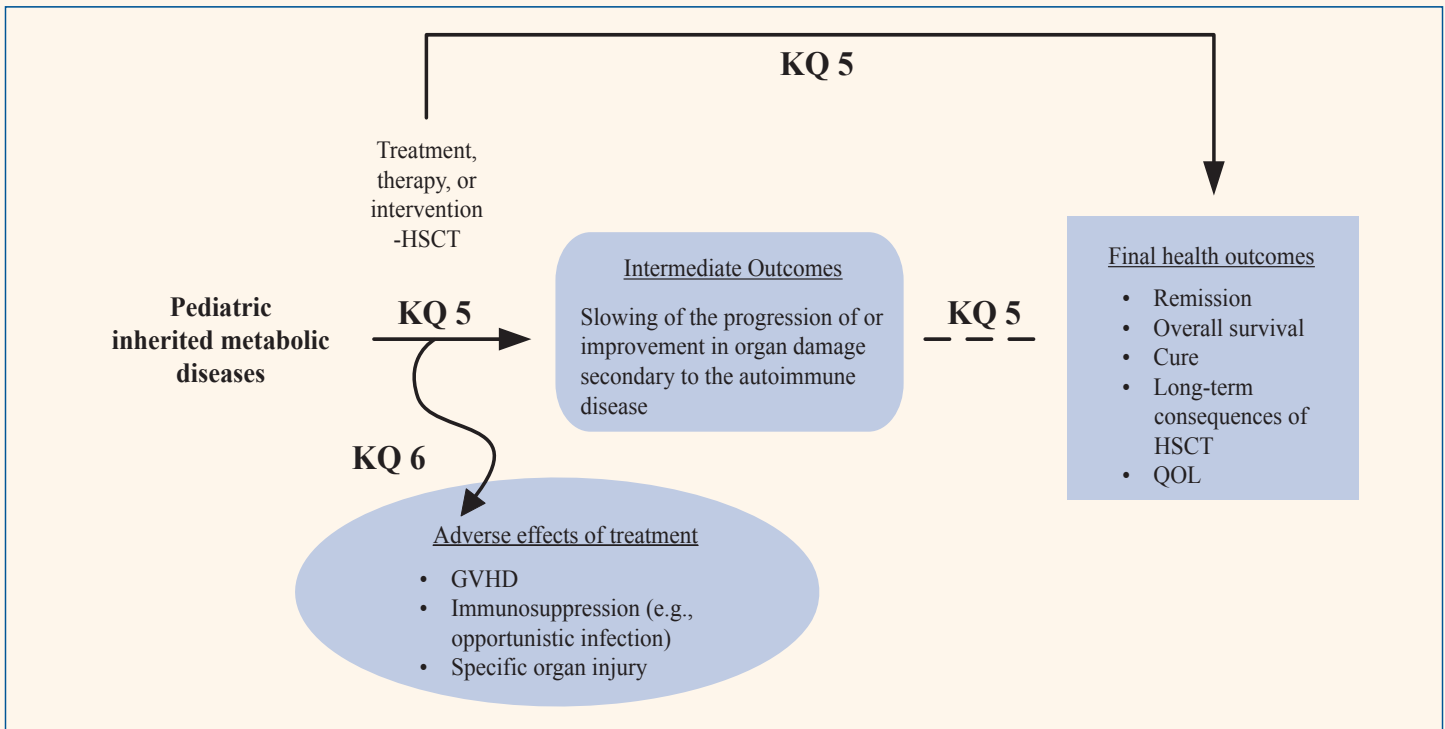 KQ 5
Treatment,
therapy, or
intervention
-HSCT
Pediatric
inherited metabolic
diseases
KQ 5
Intermediate Outcomes
Slowing of the progression of or
improvement in organ damage
secondary to the autoimmune
disease
KQ 5
Final health outcomes
• Remission
• Overall survival
• Cure
• Long-term
consequences of
HSCT
• QOL
KQ 6
Adverse effects of treatment
• GVHD
• Immunosuppression (e.g.,
opportunistic infection)
• Specific organ injury